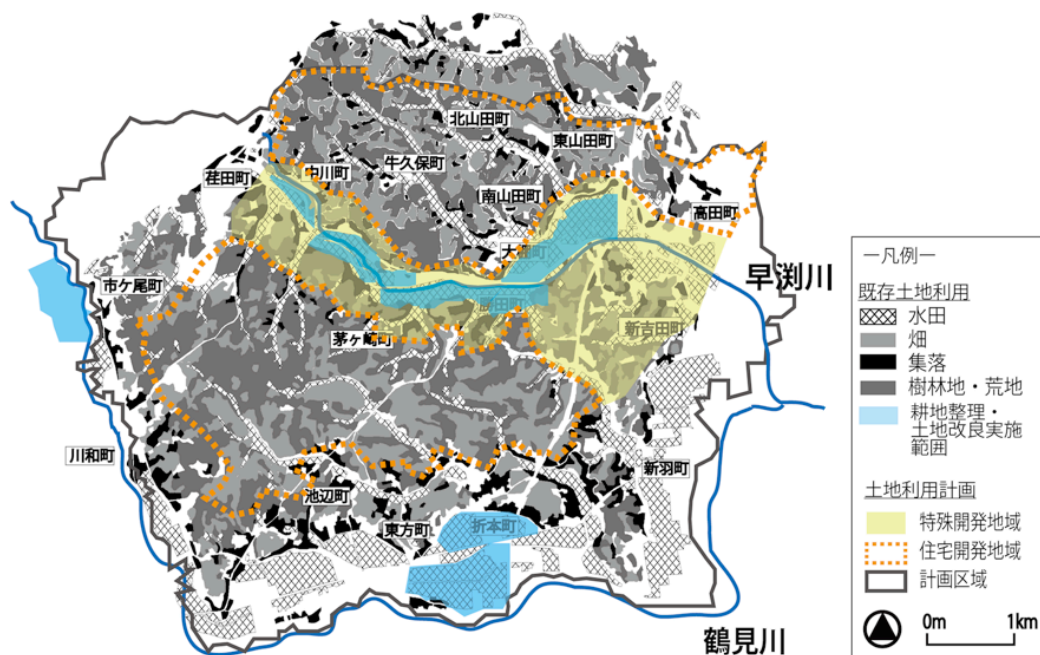 北山田町
東山田町
牛久保町
中川町
荏田町
南山田町
高田町
大棚町
早渕川
市ケ尾町
勝田町
新吉田町
茅ヶ崎町
川和町
新羽町
池辺町
東方町
折本町
鶴見川
―凡例―
既存土地利用
水田
畑
集落
樹林地・荒地
耕地整理・
土地改良実施
範囲
土地利用計画
特殊開発地域
住宅開発地域
計画区域
0m 1km